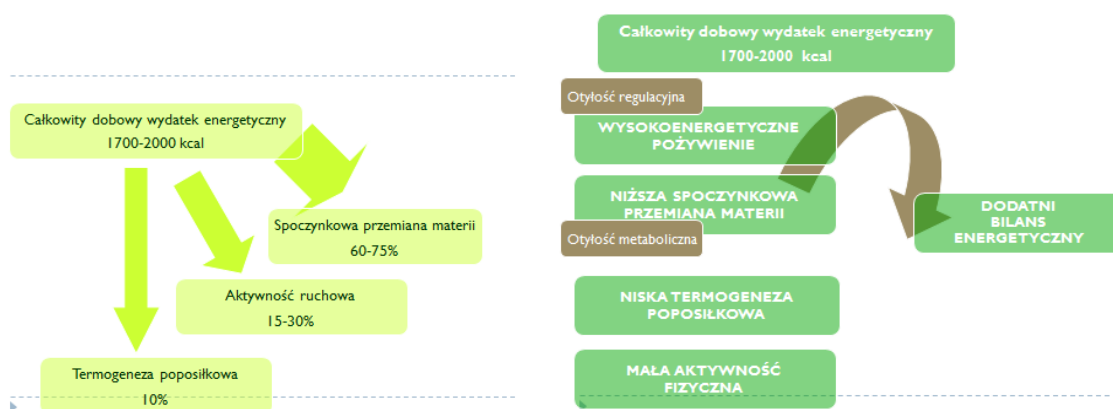 Całkowity dobowy wydatek energetyczny
1700-2000 kcal
Spoczynkowa przemiana materii
60-75%
Aktywność ruchowa
15-30%
Termogeneza poposiłkowa
10%
Całkowity dobowy wydatek energetyczny
1700-2000 kcal
Otyłość regulacyjna
WYSOKOENERGETYCZNE
POŻYWIENIE
NIŻSZA SPOCZYNKOWA
PRZEMIANA MATERII
Otyłość metaboliczna
DODATNI
BILANS
ENERGETYCZNY
NISKA TERMOGENEZA
POPOSIŁKOWA
MAŁA AKTYWNOŚĆ
FIZYCZNA